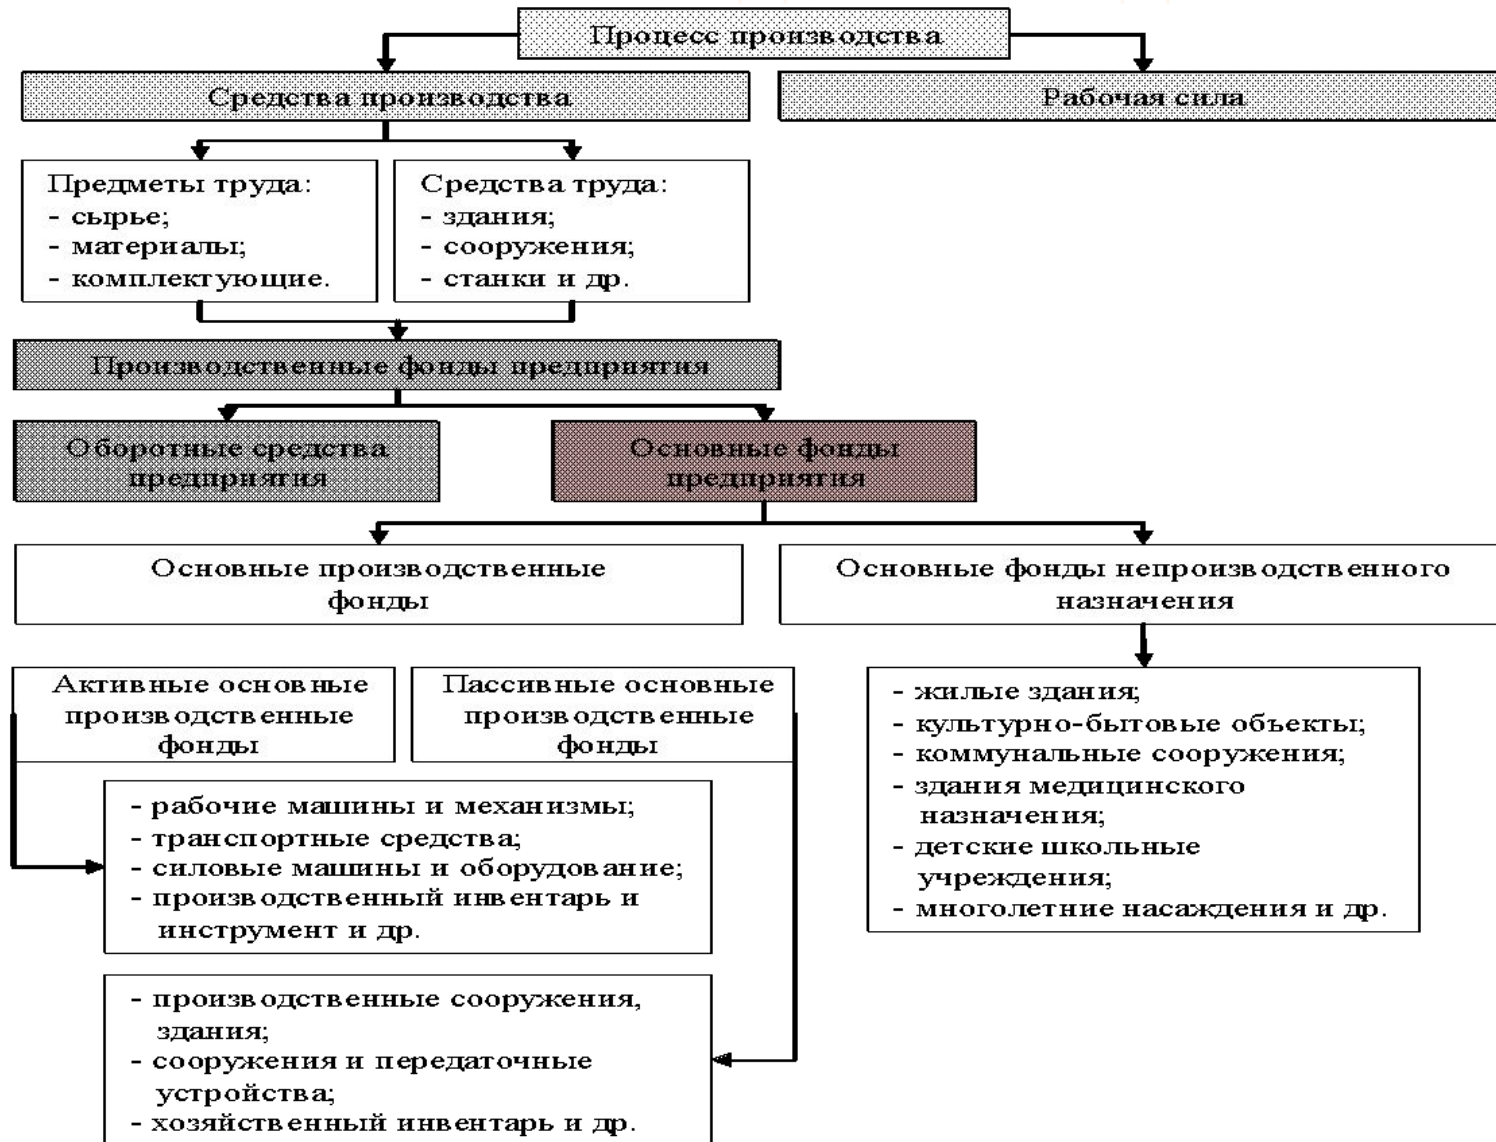 Процесс производства
Средства производства
Рабочая сила
Предметы труда:
- сырье;
- материалы;
- комплектующие.
Средства труда:
- здания;
- сооружения;
- станки и др.
Производственные фонды предприятия
Оборотные средства
предприятия
Основные фонды
предприятия
Основные производственные
фонды
Основные фонды непроизводственного
назначения
Активные основные
производственные
фонды
Пассивные основные
производственные
фонды
- рабочие машины и механизмы;
- транспортные средства;
- силовые машины и оборудование;
- производственный инвентарь и
инструмент и др.
- производственные сооружения,
здания;
- сооружения и передаточные
устройства;
- хозяйственный инвентарь и др.
- жилые здания;
- культурно-бытовые объекты;
- коммунальные сооружения;
- здания медицинского
назначения;
- детские школьные
учреждения;
- многолетние насаждения и др.